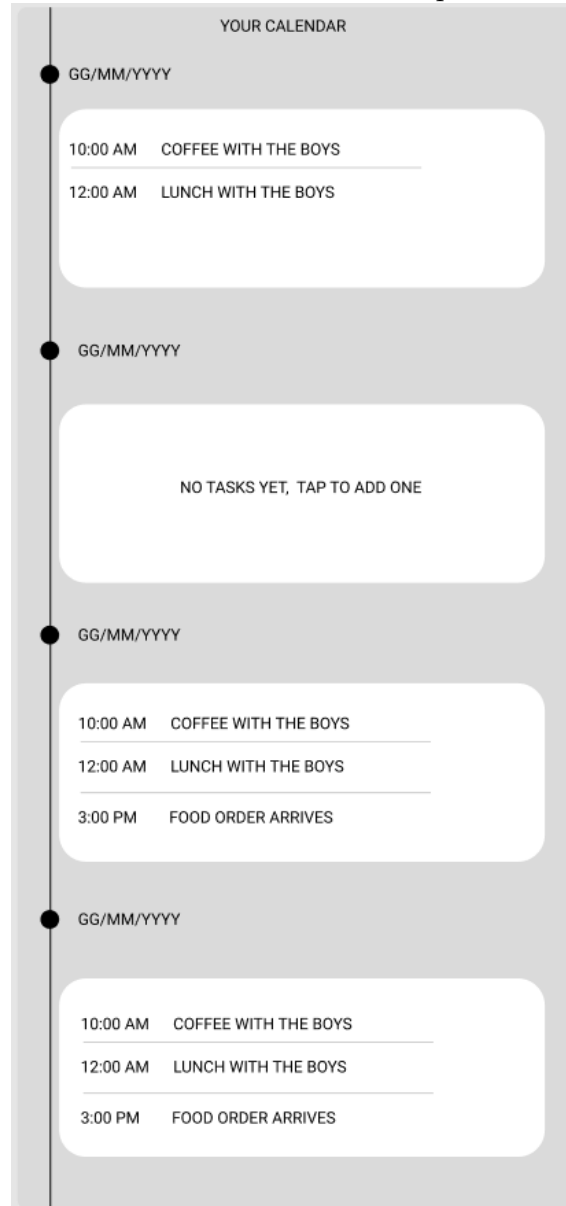 YOUR CALENDAR
GG/MM/YYYY
10:00 AM COFFEE WITH THE BOYS
12:00 AM LUNCH WITH THE BOYS
GG/MM/YYYY
NO TASKS YET, TAP TO ADD ONE
GG/MM/YYYY
10:00 AM COFFEE WITH THE BOYS
12:00 AM LUNCH WITH THE BOYS
3:00 PM FOOD ORDER ARRIVES
GG/MM/YYYY
10:00 AM COFFEE WITH THE BOYS
12:00 AM LUNCH WITH THE BOYS
3:00 PM FOOD ORDER ARRIVES